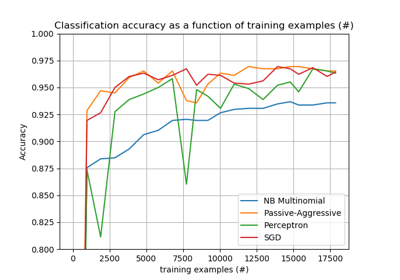 Classification accuracy as a function of training examples (#)
1.000
0.975
0.950
0.925
0.900
0.875
0.850
0.825
0.800
Accuracy
NB Multinomial
Passive-Aggressive
Perceptron
SGD
0 2500 5000 7500 10000 12500 15000 17500
training examples (#)